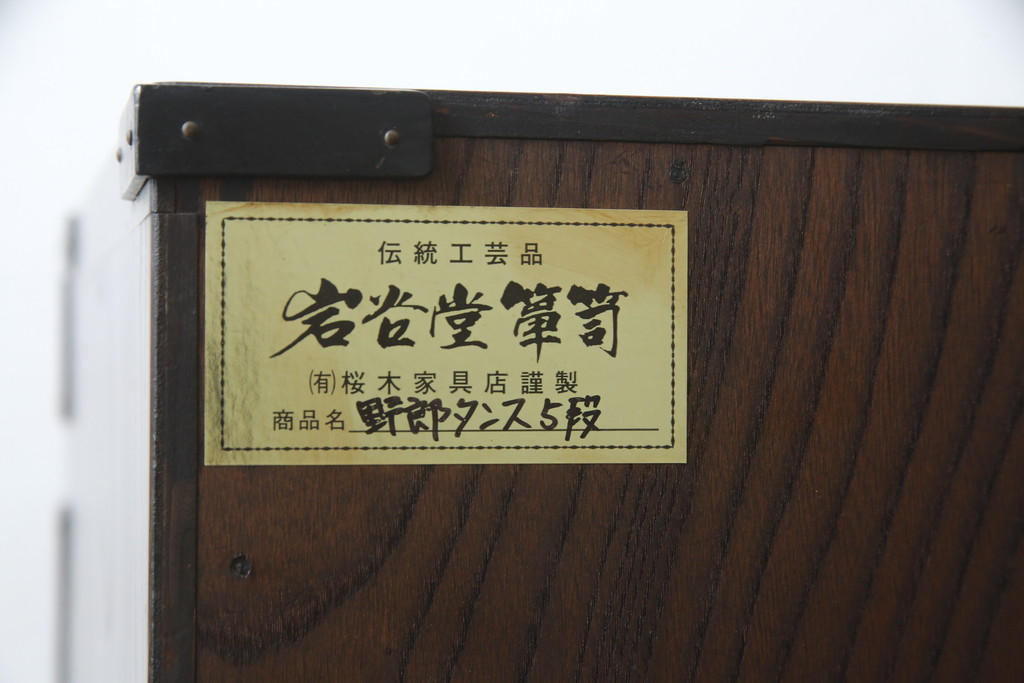 伝統工芸品
岩谷堂箪笥
㈲桜木家具店謹製
商品名 野郎タンス5段